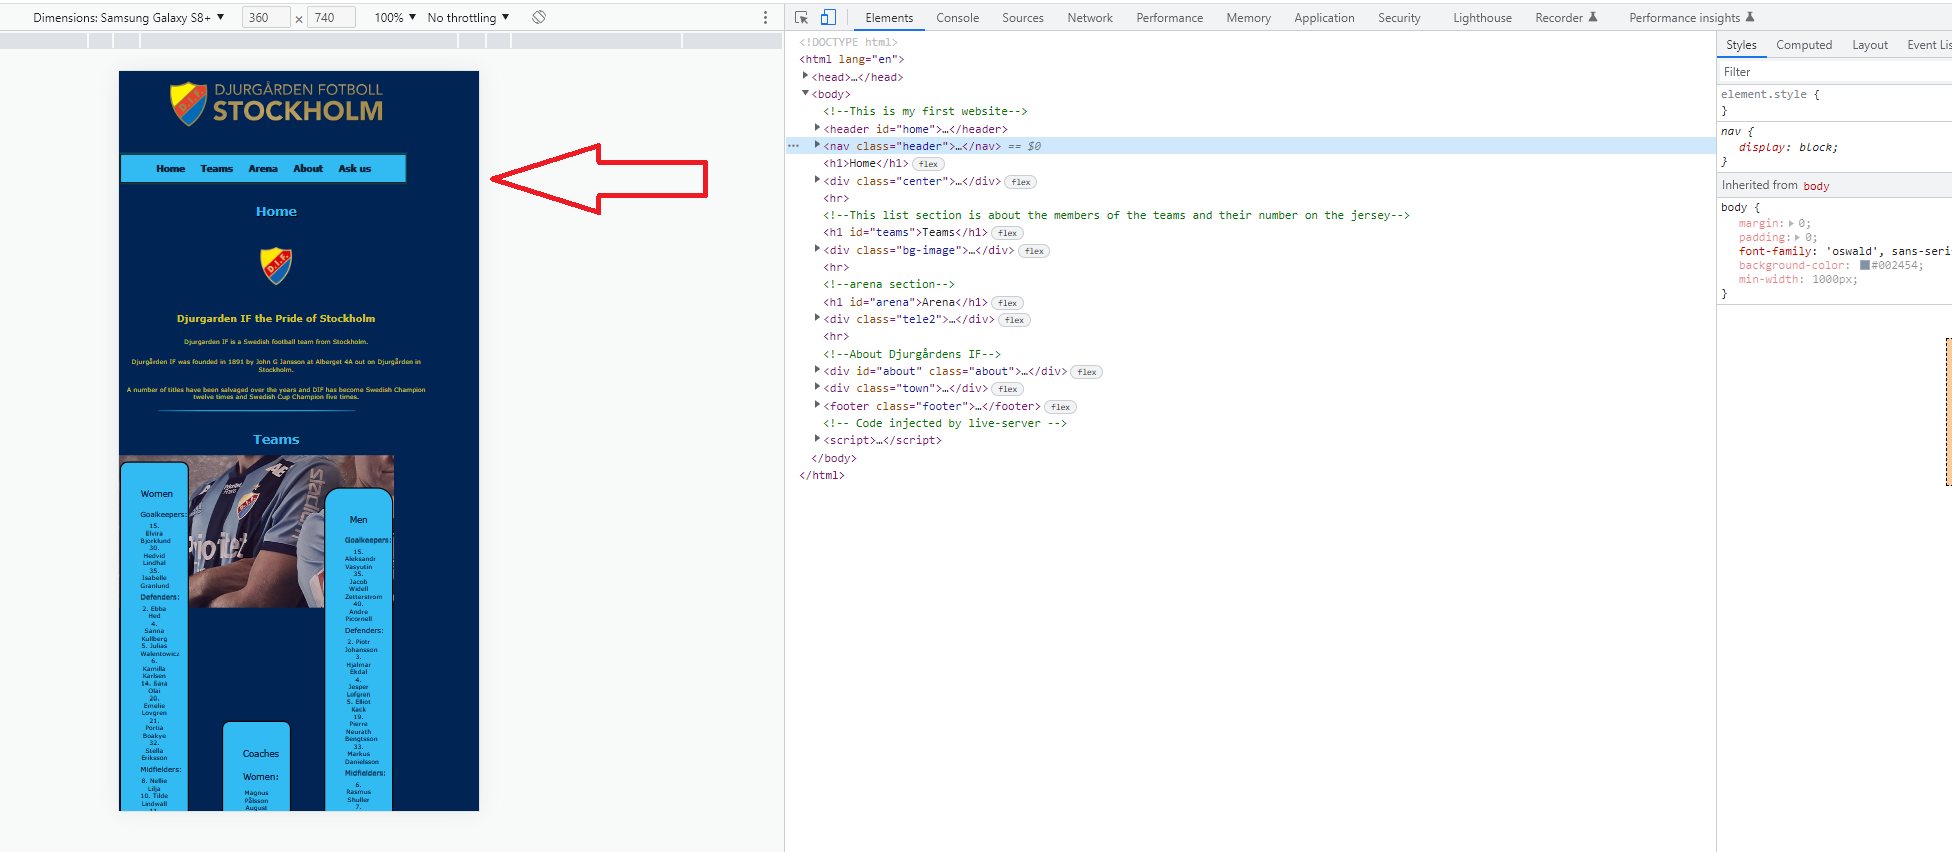 Dimensions: Samsung Galaxy S8+ ▼ 360 × 740 100% ▼ No throttling ▼
DJURGÅRDEN FOTBOLL
STOCKHOLM
Home Teams Arena About Ask us
Home
D.I.F.
Djurgarden IF the Pride of Stockholm
Djurgarden IF is a Swedish football team from Stockholm.
Djurgården IF was founded in 1891 by John G Jansson at Alberget 4A out on Djurgården in
Stockholm.
A number of titles have been salvaged over the years and DIF has become Swedish Champion
twelve times and Swedish Cup Champion five times.
Teams
Women
Goalkeepers:
15.
Elvira
Bjorklund
30.
Hedvid
Lindhal
35.
Isabelle
Granlund
Defenders:
2. Ebba
Hed
4.
Sanna
Kullberg
5. Julias
Walentowicz
6.
Kamilla
Karlsen
14. Sara
Olai
20.
Emelie
Lovgren
21.
Portia
Boakye
32.
Stella
Eriksson
Midfielders:
8. Nellie
Lilja
10. Tilde
Lindwall
Coaches
Women:
Magnus
Pålsson
August
Men
Goalkeepers:
15.
Aleksandr
Vasyutin
35.
Jacob
Widell
Zetterstrom
40.
Andre
Picornell
Defenders:
2. Piotr
Johansson
3.
Hjalmar
Ekdal
4.
Jesper
Lofgren
5. Elliot
Kack
19.
Pierre
Neurath
Bengtsson
33.
Markus
Danielsson
Midfielders:
6.
Rasmus
Shuller
7.
Elements Console Sources Network Performance Memory Application Security Lighthouse Recorder Performance insights
<!DOCTYPE html>
<html lang="en">
<head>…</head>
<body>
<!--This is my first website-->
<header id="home">…</header>
<nav class="header">…</nav> == $0
<h1>Home</h1> flex
<div class="center">…</div> flex
<hr>
<!--This list section is about the members of the teams and their number on the jersey-->
<h1 id="teams">Teams</h1> flex
<div class="bg-image">…</div> flex
<hr>
<!--arena section-->
<h1 id="arena">Arena</h1> flex
<div class="tele2">…</div> flex
<hr>
<!--About Djurgårdens IF-->
<div id="about" class="about">…</div> flex
<div class="town">…</div> flex
<footer class="footer">…</footer> flex
<!-- Code injected by live-server -->
<script>…</script>
</body>
</html>
Styles Computed Layout Event Lis
Filter
element.style {
}
nav {
display: block;
}
Inherited from body
body {
margin: 0;
padding: 0;
font-family: 'oswald', sans-seri
background-color: #002454;
min-width: 1000px;
}